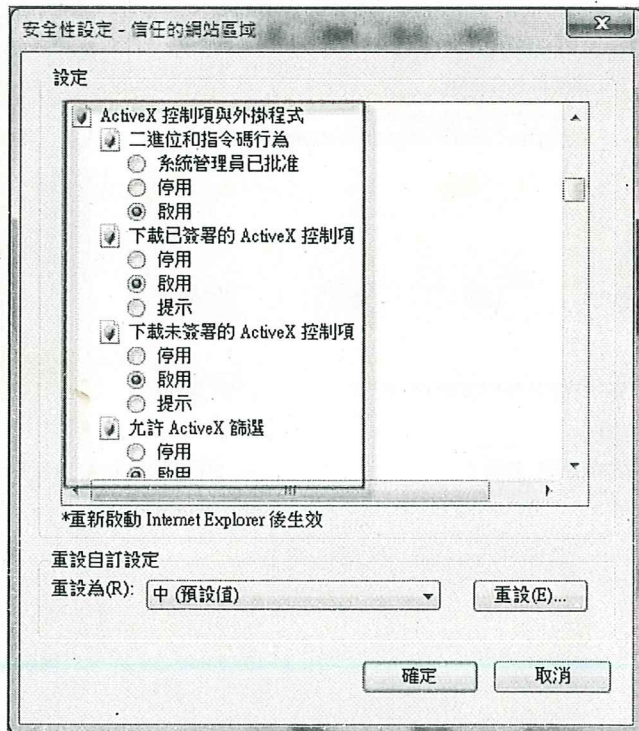 安全性設定 - 信任的網站區域
設定
ActiveX 控制項與外掛程式
二進位和指令碼行為
系統管理員已批准
停用
啟用
下載已簽署的 ActiveX 控制項
停用
啟用
提示
下載未簽署的 ActiveX 控制項
停用
啟用
提示
允許 ActiveX 篩選
停用
啟用
*重新啟動 Internet Explorer 後生效
重設自訂設定
重設為(R): 中 (預設值) 重設(E)...
確定 取消